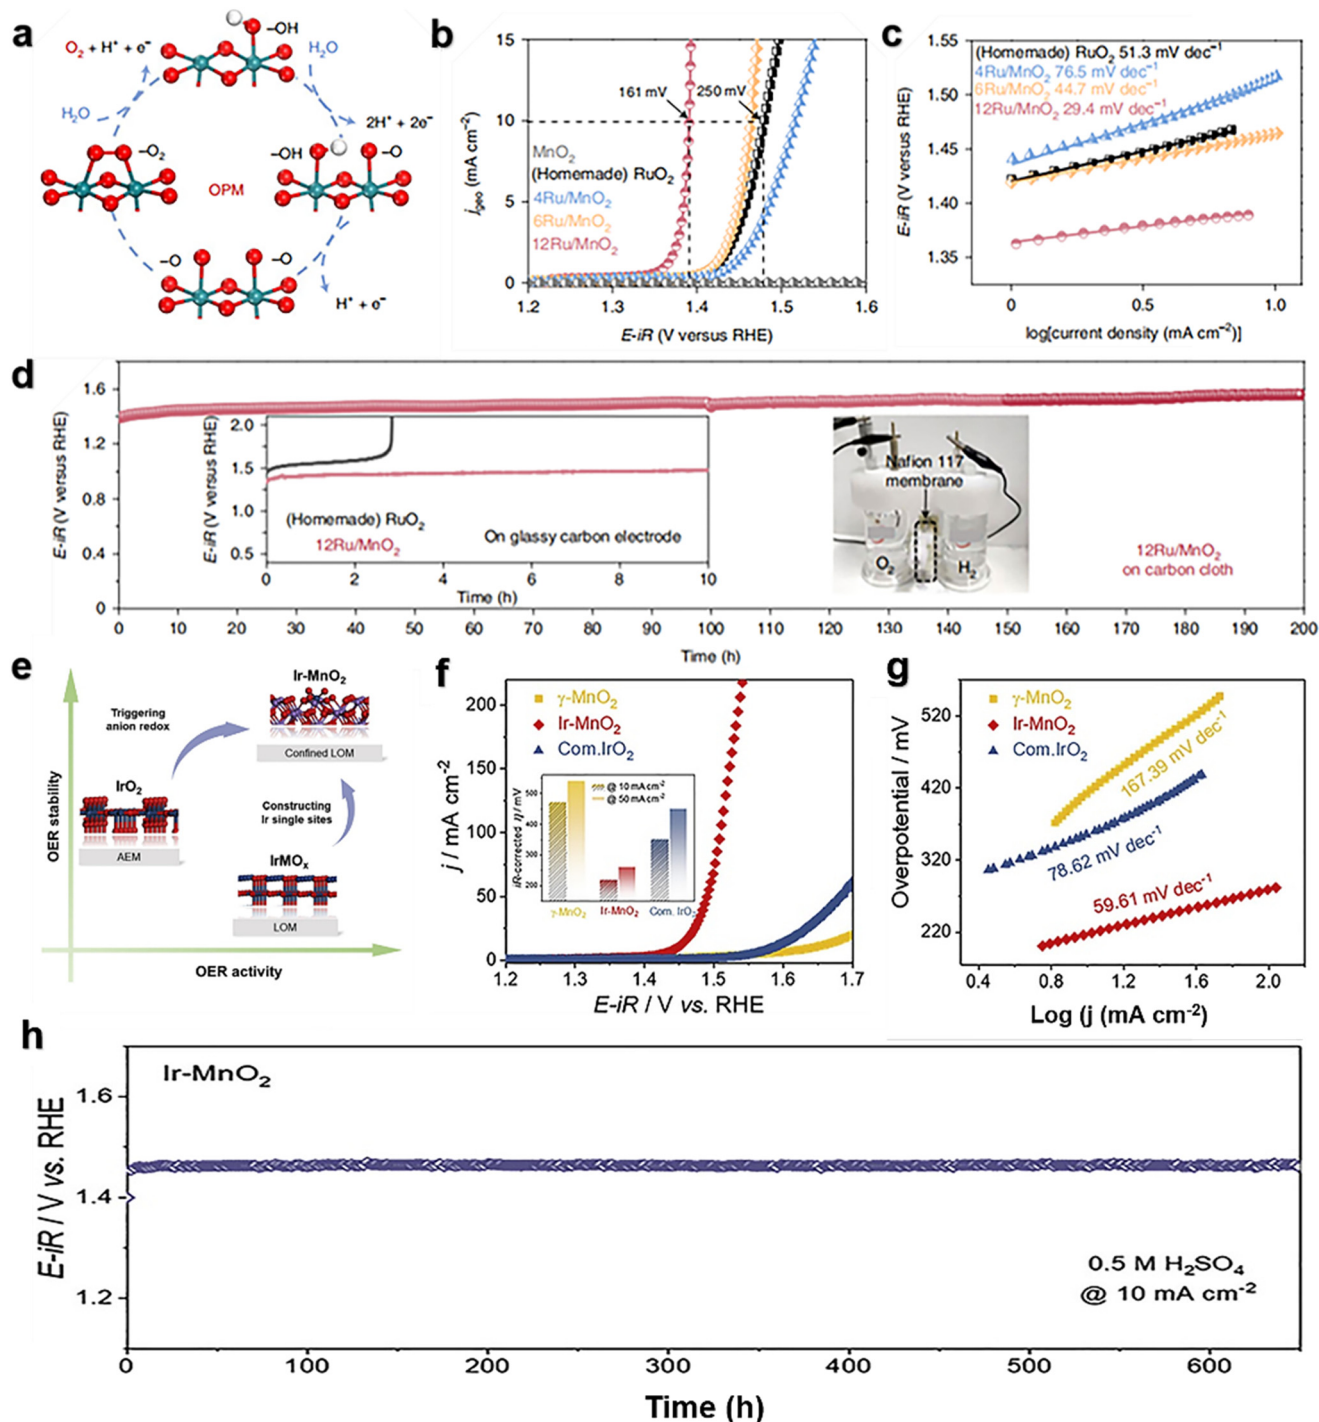 a
O₂ + H⁺ + e⁻
–OH
H₂O
H₂O
2H⁺ + 2e⁻
–O₂
–OH
–O
OPM
–O
–O
H⁺ + e⁻
b
15
10
5
0
jgeo (mA cm⁻²)
161 mV
250 mV
MnO₂
(Homemade) RuO₂
4Ru/MnO₂
6Ru/MnO₂
12Ru/MnO₂
1.2
1.3
1.4
1.5
1.6
E-iR (V versus RHE)
c
1.55
1.50
1.45
1.40
1.35
E-iR (V versus RHE)
(Homemade) RuO₂ 51.3 mV dec⁻¹
4Ru/MnO₂ 76.5 mV dec⁻¹
6Ru/MnO₂ 44.7 mV dec⁻¹
12Ru/MnO₂ 29.4 mV dec⁻¹
0
0.5
1.0
log[current density (mA cm⁻²)]
d
1.6
1.2
0.8
0.4
0
E-iR (V versus RHE)
2.0
1.5
1.0
0.5
E-iR (V versus RHE)
(Homemade) RuO₂
12Ru/MnO₂
On glassy carbon electrode
0
2
4
6
8
10
Time (h)
Nafion 117
membrane
O₂
H₂
12Ru/MnO₂
on carbon cloth
0
10
20
30
40
50
60
70
80
90
100
110
120
130
140
150
160
170
180
190
200
Time (h)
e
OER stability
Triggering
anion redox
Ir-MnO₂
Confined LOM
IrO₂
AEM
Constructing
Ir single sites
IrMOₓ
LOM
OER activity
f
200
150
100
50
0
j / mA cm⁻²
γ-MnO₂
Ir-MnO₂
Com.IrO₂
@ 10 mA cm⁻²
@ 50 mA cm⁻²
500
400
300
200
iR-corrected η / mV
γ-MnO₂
Ir-MnO₂
Com. IrO₂
1.2
1.3
1.4
1.5
1.6
1.7
E-iR / V vs. RHE
g
520
420
320
220
Overpotential / mV
γ-MnO₂
Ir-MnO₂
Com.IrO₂
167.39 mV dec⁻¹
78.62 mV dec⁻¹
59.61 mV dec⁻¹
0.4
0.8
1.2
1.6
2.0
Log (j (mA cm⁻²)
h
Ir-MnO₂
1.6
1.4
1.2
E-iR / V vs. RHE
0.5 M H₂SO₄
@ 10 mA cm⁻²
0
100
200
300
400
500
600
Time (h)